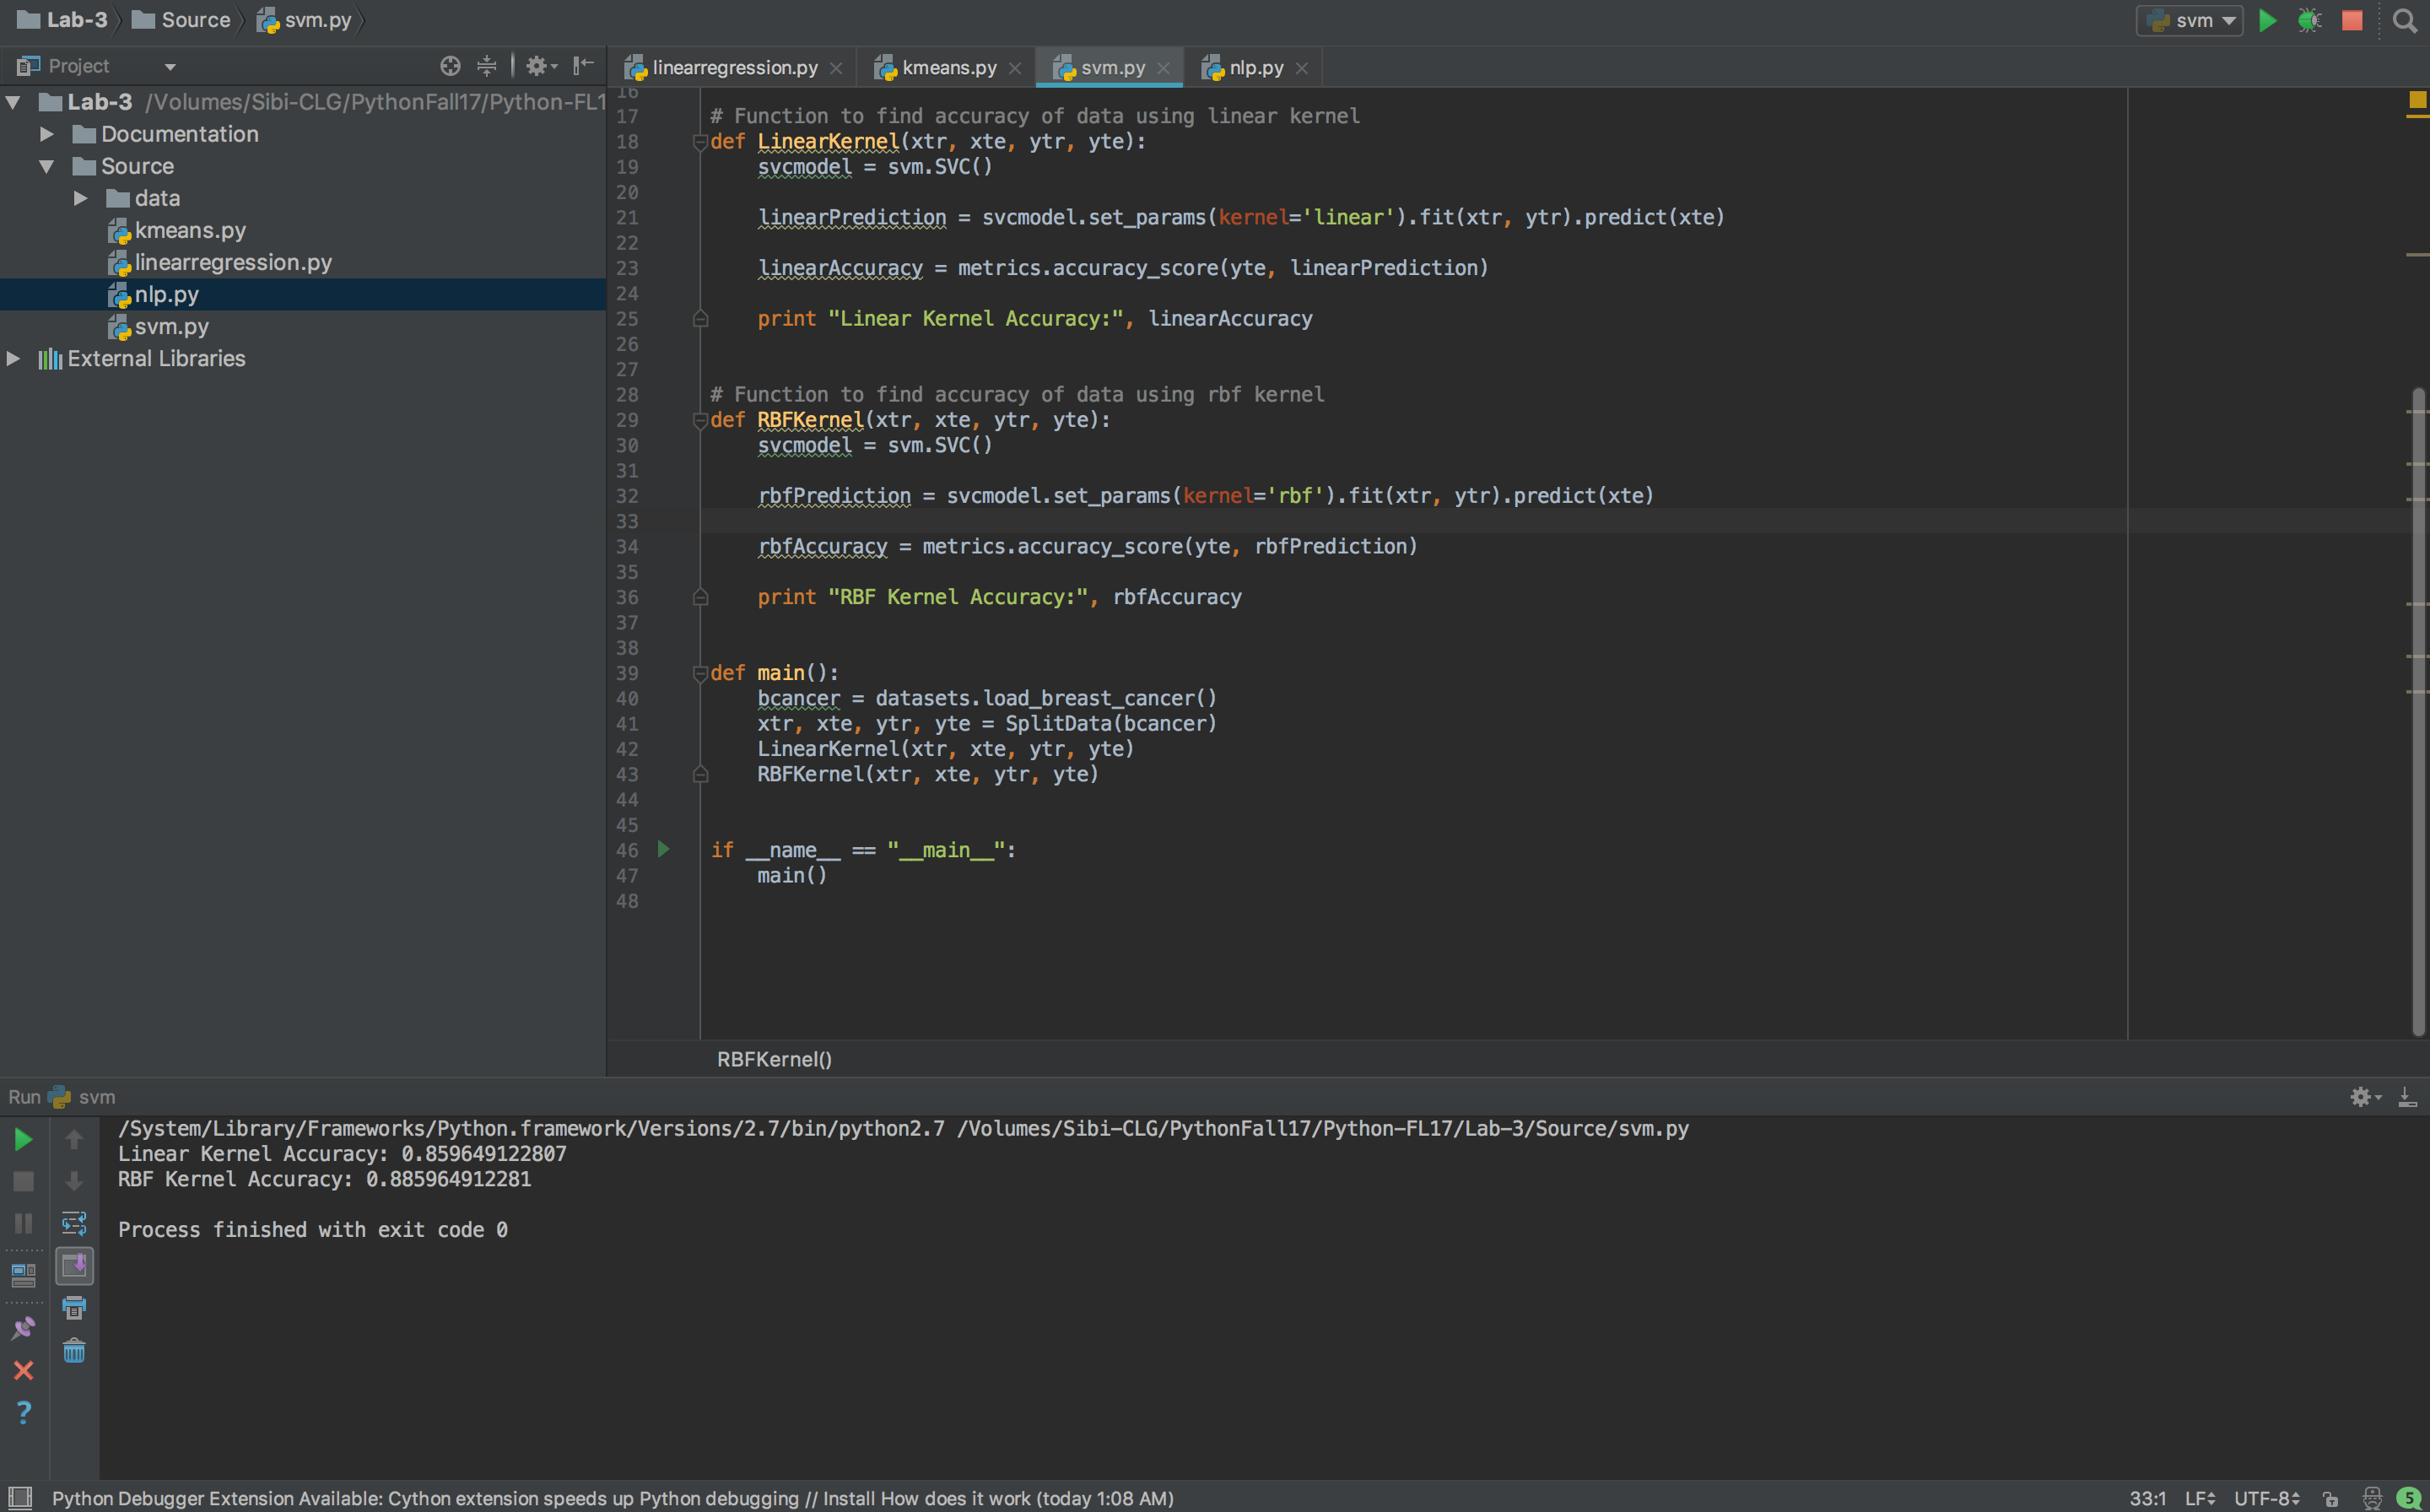 Lab-3 Source svm.py
svm
Project
linearregression.py kmeans.py svm.py nlp.py
Lab-3 /Volumes/Sibi-CLG/PythonFall17/Python-FL1
Documentation
Source
data
kmeans.py
linearregression.py
nlp.py
svm.py
External Libraries
16
17 # Function to find accuracy of data using linear kernel
18 def LinearKernel(xtr, xte, ytr, yte):
19 svcmodel = svm.SVC()
20
21 linearPrediction = svcmodel.set_params(kernel='linear').fit(xtr, ytr).predict(xte)
22
23 linearAccuracy = metrics.accuracy_score(yte, linearPrediction)
24
25 print "Linear Kernel Accuracy:", linearAccuracy
26
27
28 # Function to find accuracy of data using rbf kernel
29 def RBFKernel(xtr, xte, ytr, yte):
30 svcmodel = svm.SVC()
31
32 rbfPrediction = svcmodel.set_params(kernel='rbf').fit(xtr, ytr).predict(xte)
33
34 rbfAccuracy = metrics.accuracy_score(yte, rbfPrediction)
35
36 print "RBF Kernel Accuracy:", rbfAccuracy
37
38
39 def main():
40 bcancer = datasets.load_breast_cancer()
41 xtr, xte, ytr, yte = SplitData(bcancer)
42 LinearKernel(xtr, xte, ytr, yte)
43 RBFKernel(xtr, xte, ytr, yte)
44
45
46 if __name__ == "__main__":
47 main()
48
RBFKernel()
Run svm
/System/Library/Frameworks/Python.framework/Versions/2.7/bin/python2.7 /Volumes/Sibi-CLG/PythonFall17/Python-FL17/Lab-3/Source/svm.py
Linear Kernel Accuracy: 0.859649122807
RBF Kernel Accuracy: 0.885964912281
Process finished with exit code 0
Python Debugger Extension Available: Cython extension speeds up Python debugging // Install How does it work (today 1:08 AM) 33:1 LF UTF-8 5